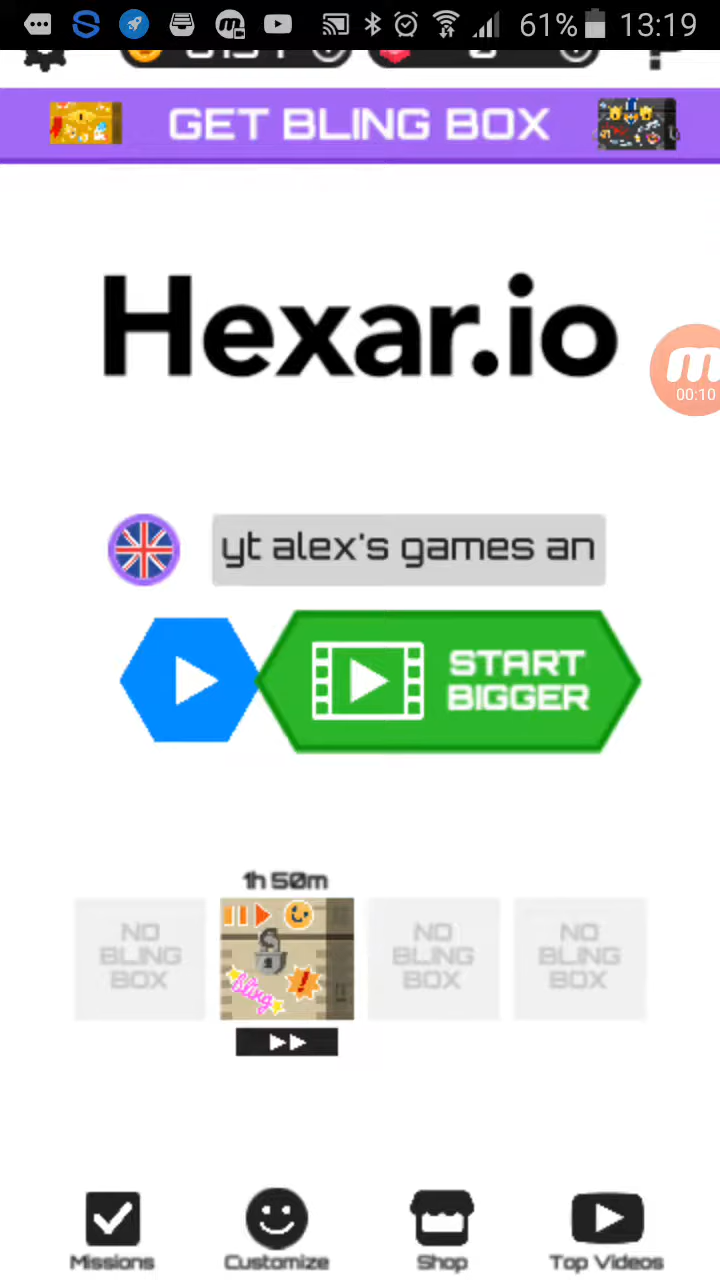 61% 13:19
GET BLING BOX
Hexar.io
00:10
yt alex's games an
START
BIGGER
1h 50m
NO
BLING
BOX
Bling
NO
BLING
BOX
NO
BLING
BOX
Missions Customize Shop Top Videos